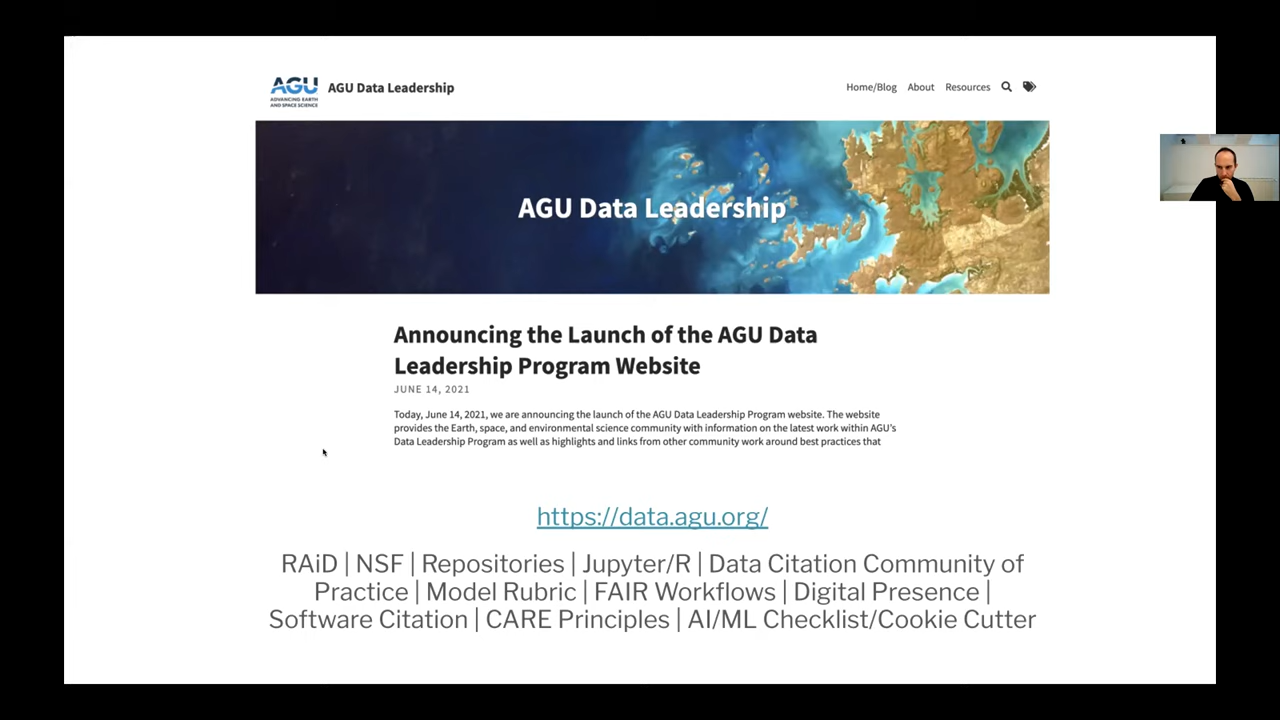 AGU
ADVANCING EARTH
AND SPACE SCIENCE
AGU Data Leadership
Home/Blog About Resources
AGU Data Leadership
Announcing the Launch of the AGU Data
Leadership Program Website
JUNE 14, 2021
Today, June 14, 2021, we are announcing the launch of the AGU Data Leadership Program website. The website
provides the Earth, space, and environmental science community with information on the latest work within AGU's
Data Leadership Program as well as highlights and links from other community work around best practices that
https://data.agu.org/
RAiD | NSF | Repositories | Jupyter/R | Data Citation Community of
Practice | Model Rubric | FAIR Workflows | Digital Presence |
Software Citation | CARE Principles | AI/ML Checklist/Cookie Cutter